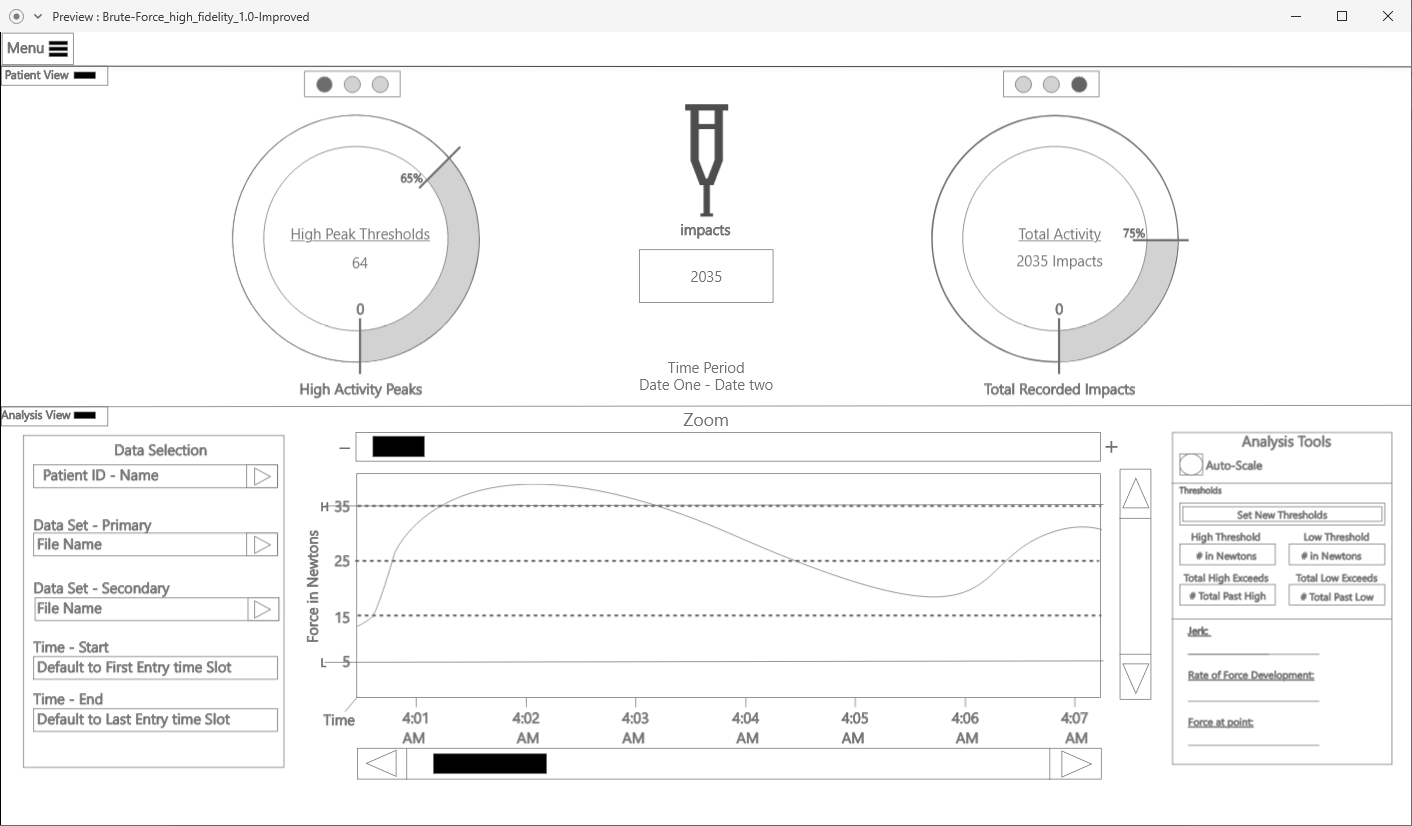 Preview : Brute-Force_high_fidelity_1.0-Improved
Menu
Patient View
65%
High Peak Thresholds
64
0
High Activity Peaks
impacts
2035
Time Period
Date One - Date two
75%
Total Activity
2035 Impacts
0
Total Recorded Impacts
Analysis View
Data Selection
Patient ID - Name
Data Set - Primary
File Name
Data Set - Secondary
File Name
Time - Start
Default to First Entry time Slot
Time - End
Default to Last Entry time Slot
Zoom
− +
Force in Newtons
H 35
25
15
L 5
Time
4:01 AM
4:02 AM
4:03 AM
4:04 AM
4:05 AM
4:06 AM
4:07 AM
Analysis Tools
Auto-Scale
Thresholds
Set New Thresholds
High Threshold Low Threshold
# in Newtons # in Newtons
Total High Exceeds Total Low Exceeds
# Total Past High # Total Past Low
Jerk:
Rate of Force Development:
Force at point: